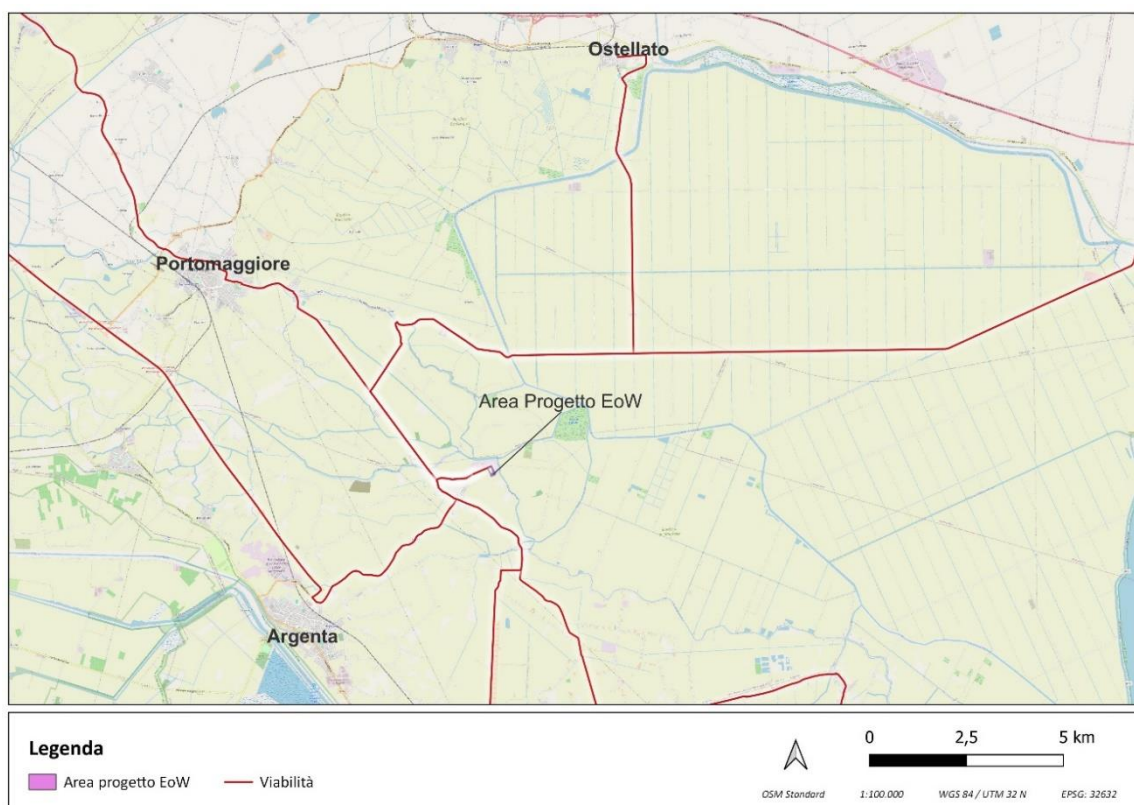 Ostellato
Portomaggiore
Area Progetto EoW
Argenta
Legenda
Area progetto EoW
Viabilità
0 2,5 5 km
OSM Standard 1:100.000 WGS 84 / UTM 32 N EPSG: 32632